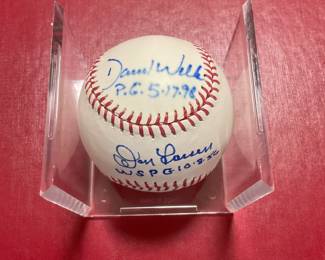 David Wells
P.G. 5-17-98
Don Larsen
W S P G 10-8-56